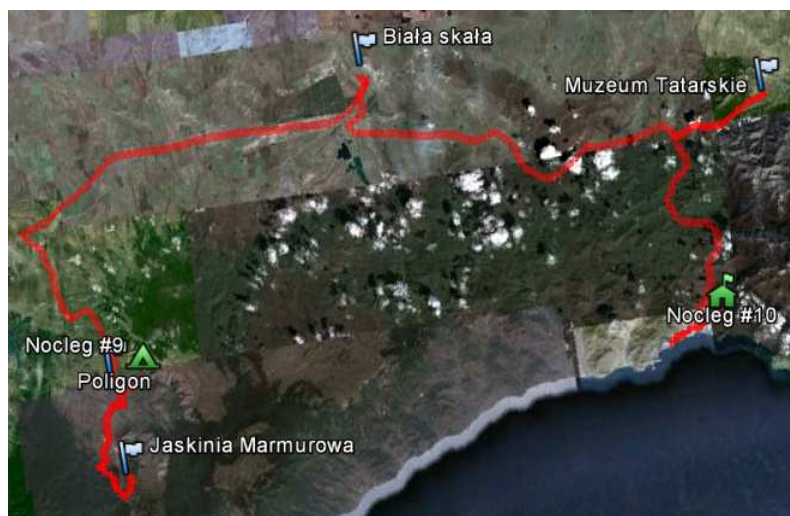 Biała skała
Muzeum Tatarskie
Nocleg #10
Nocleg #9
Poligon
Jaskinia Marmurowa